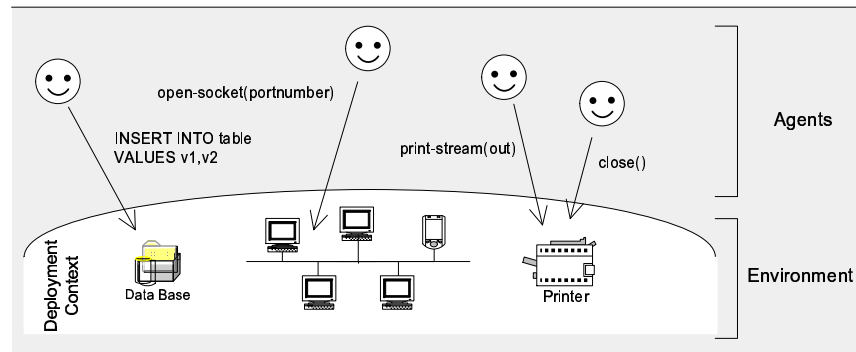 open-socket(portnumber)
INSERT INTO table
VALUES v1,v2
print-stream(out)
close()
Agents
Deployment
Context
Data Base
Printer
Environment